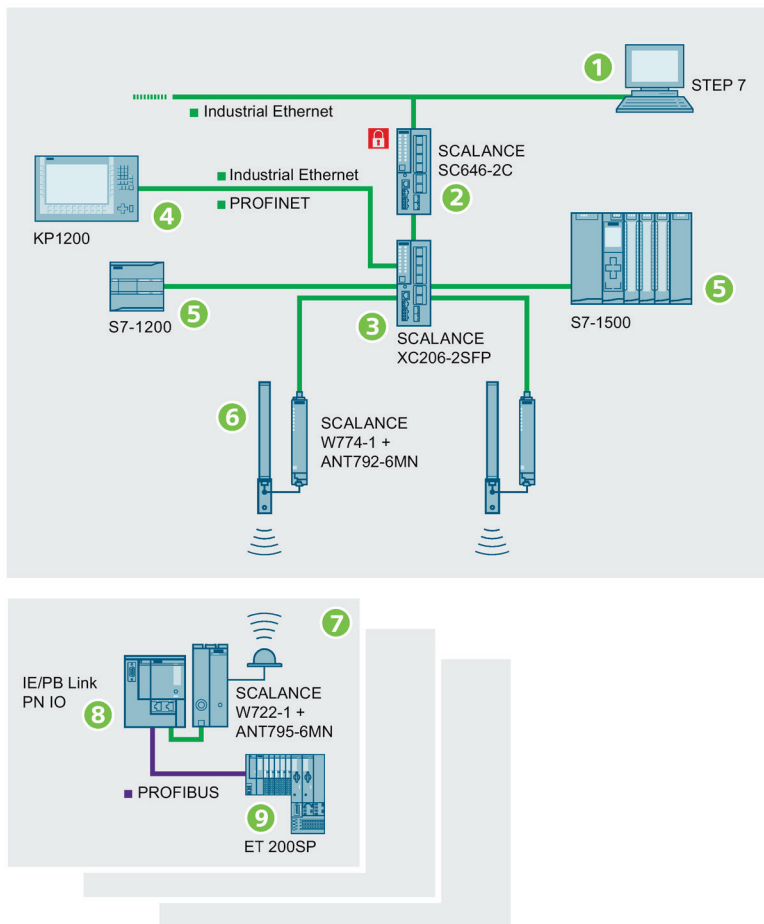 1
STEP 7
Industrial Ethernet
SCALANCE
SC646-2C
2
Industrial Ethernet
PROFINET
4
KP1200
5
S7-1200
5
S7-1500
3
SCALANCE
XC206-2SFP
6
SCALANCE
W774-1 +
ANT792-6MN
7
IE/PB Link
PN IO
8
SCALANCE
W722-1 +
ANT795-6MN
PROFIBUS
9
ET 200SP